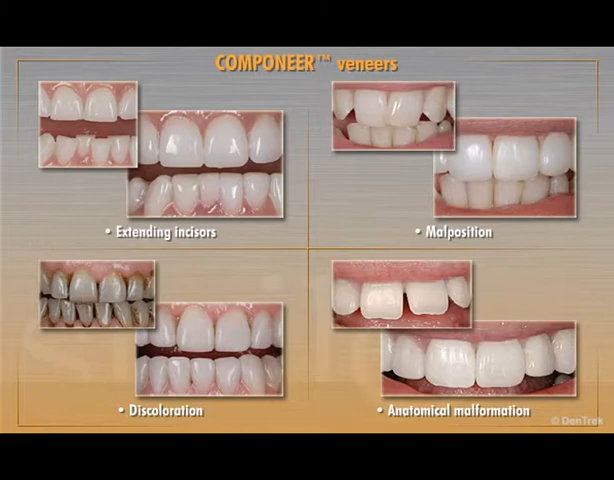 COMPONEER™ veneers
• Extending incisors
• Malposition
• Discoloration
• Anatomical malformation
© DenTrek